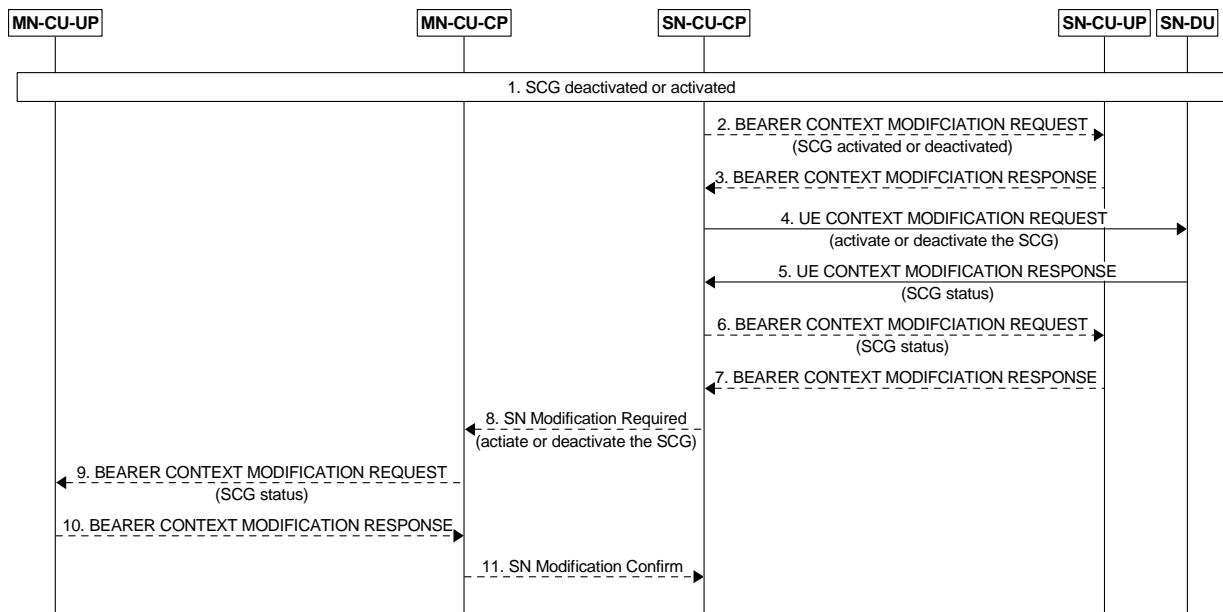 MN-CU-UP MN-CU-CP SN-CU-CP SN-CU-UP SN-DU
1. SCG deactivated or activated
2. BEARER CONTEXT MODIFCIATION REQUEST
(SCG activated or deactivated)
3. BEARER CONTEXT MODIFCIATION RESPONSE
4. UE CONTEXT MODIFICATION REQUEST
(activate or deactivate the SCG)
5. UE CONTEXT MODIFICATION RESPONSE
(SCG status)
6. BEARER CONTEXT MODIFCIATION REQUEST
(SCG status)
7. BEARER CONTEXT MODIFCIATION RESPONSE
8. SN Modification Required
(actiate or deactivate the SCG)
9. BEARER CONTEXT MODIFICATION REQUEST
(SCG status)
10. BEARER CONTEXT MODIFICATION RESPONSE
11. SN Modification Confirm